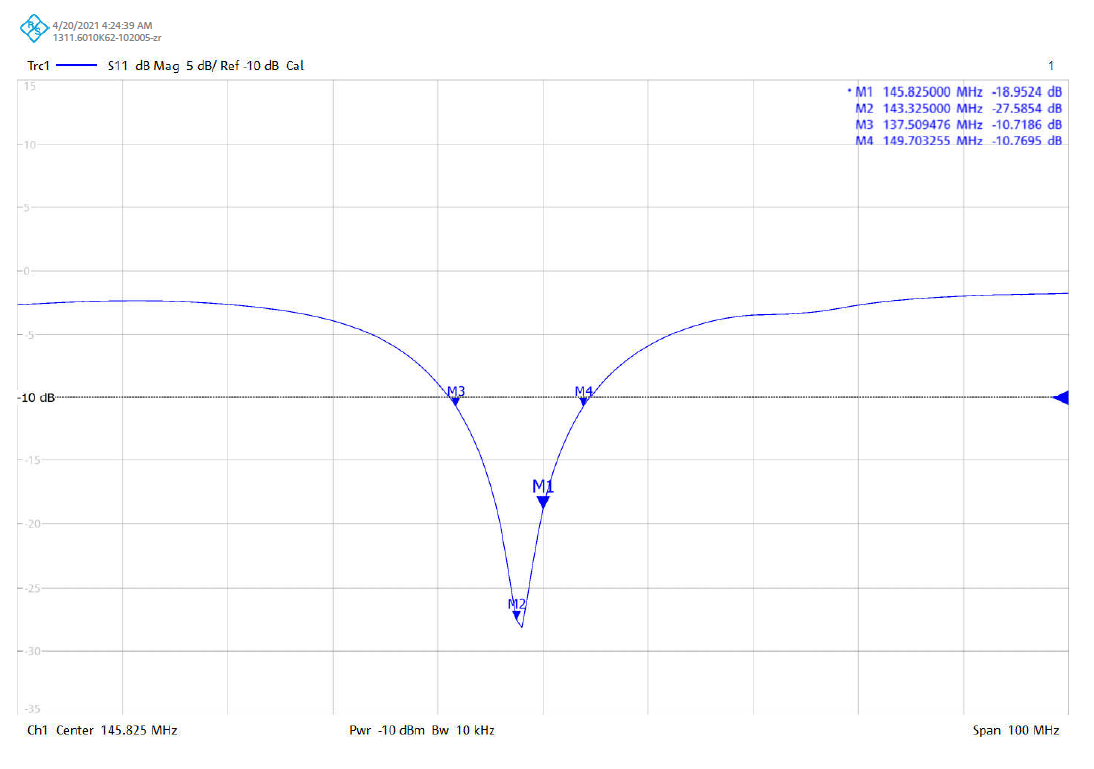 R&S
4/20/2021 4:24:39 AM
1311.6010K62-102005-zr
Trc1 S11 dB Mag 5 dB/ Ref -10 dB Cal 1
15
• M1 145.825000 MHz -18.9524 dB
M2 143.325000 MHz -27.5854 dB
M3 137.509476 MHz -10.7186 dB
M4 149.703255 MHz -10.7695 dB
10
5
0
-5
M3 M4
-10 dB
-15
M1
-20
-25
M2
-30
-35
Ch1 Center 145.825 MHz Pwr -10 dBm Bw 10 kHz Span 100 MHz